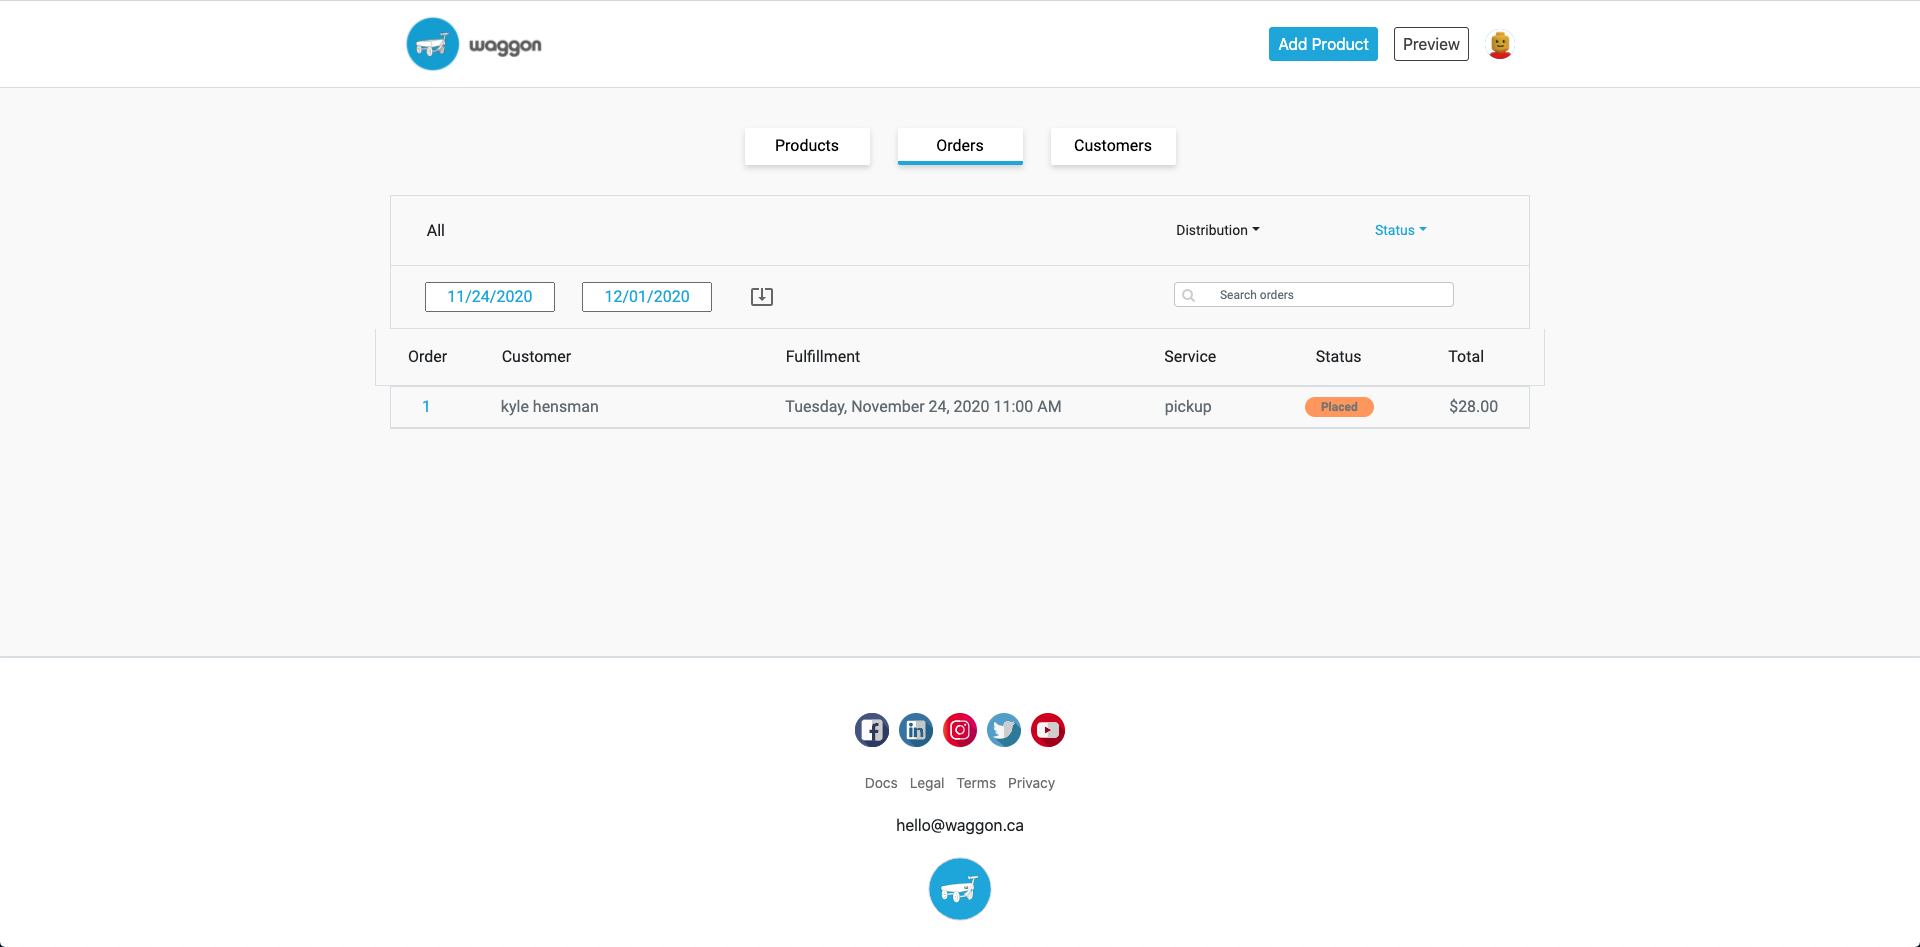 waggon
Add Product
Preview
Products
Orders
Customers
All
Distribution
Status
11/24/2020
12/01/2020
Search orders
Order Customer Fulfillment Service Status Total
1 kyle hensman Tuesday, November 24, 2020 11:00 AM pickup Placed $28.00
Docs Legal Terms Privacy
hello@waggon.ca